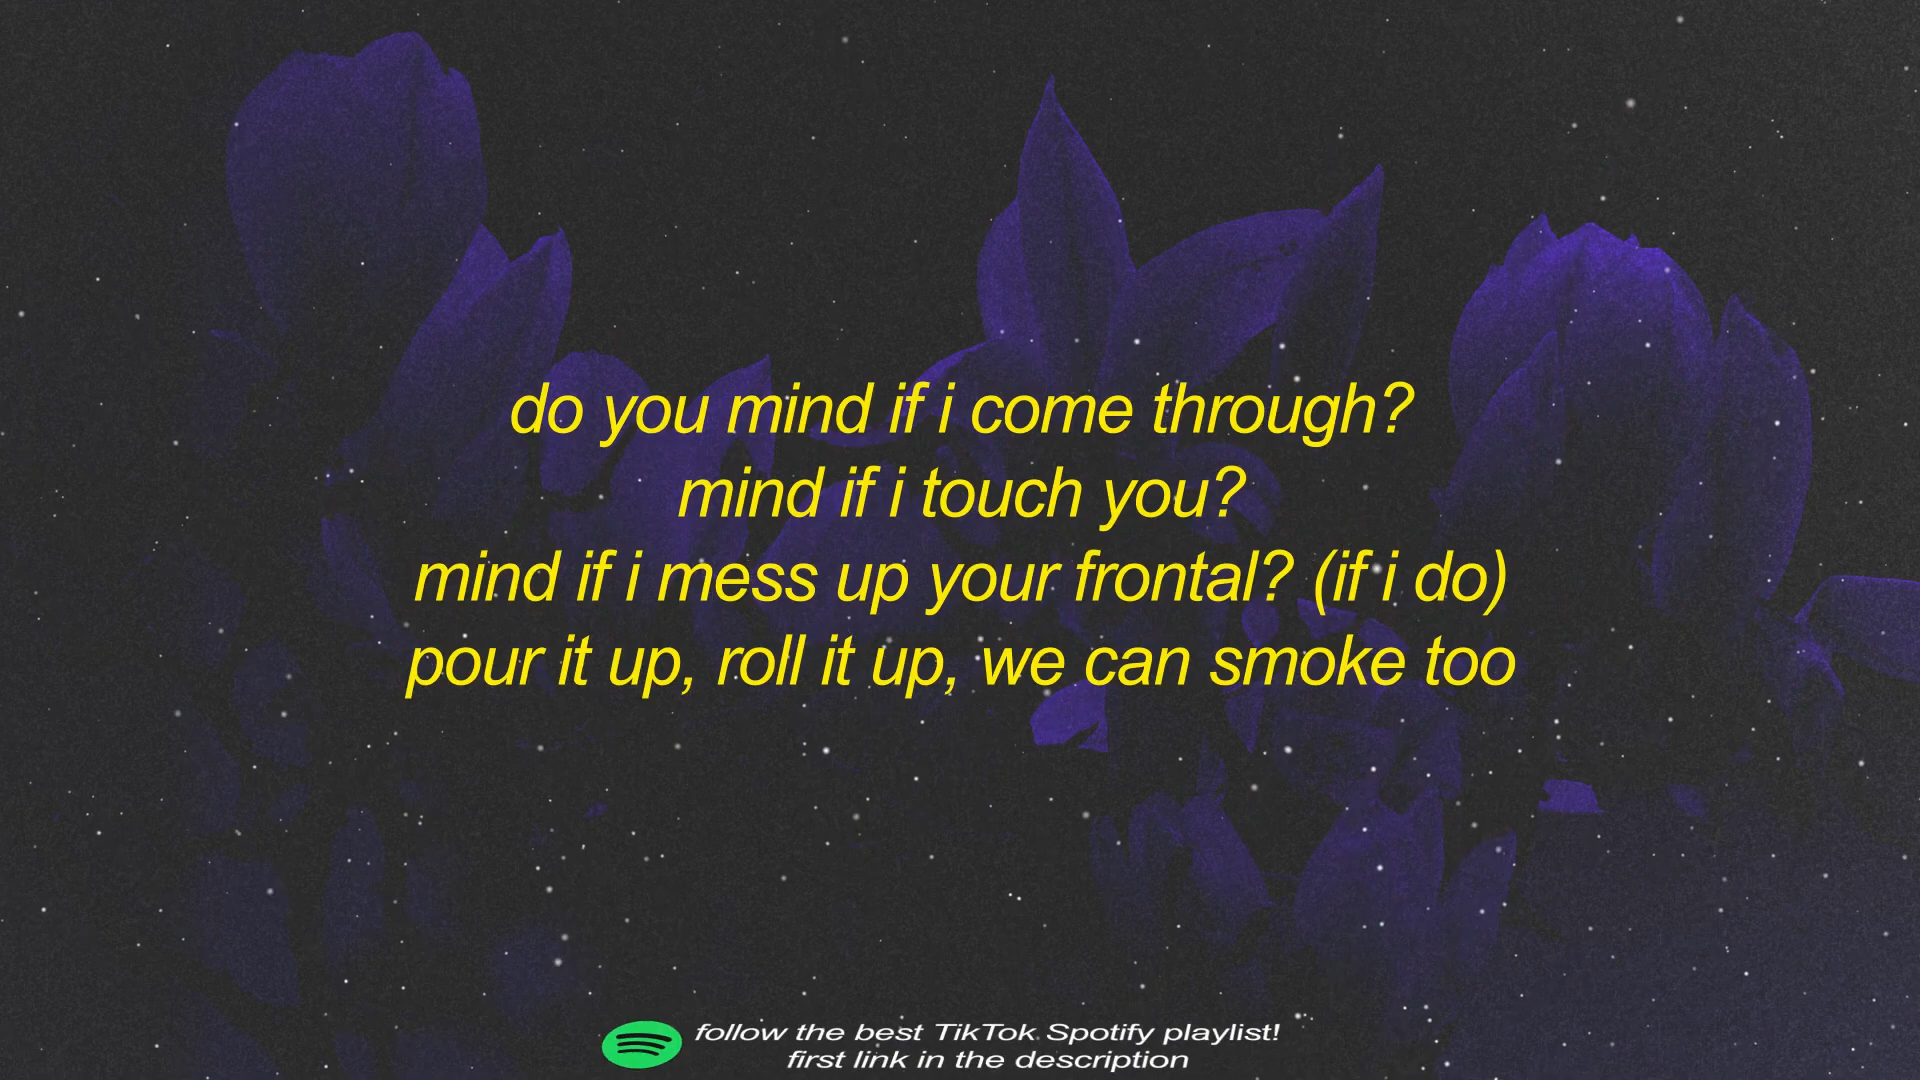 do you mind if i come through?
mind if i touch you?
mind if i mess up your frontal? (if i do)
pour it up, roll it up, we can smoke too
follow the best TikTok Spotify playlist!
first link in the description